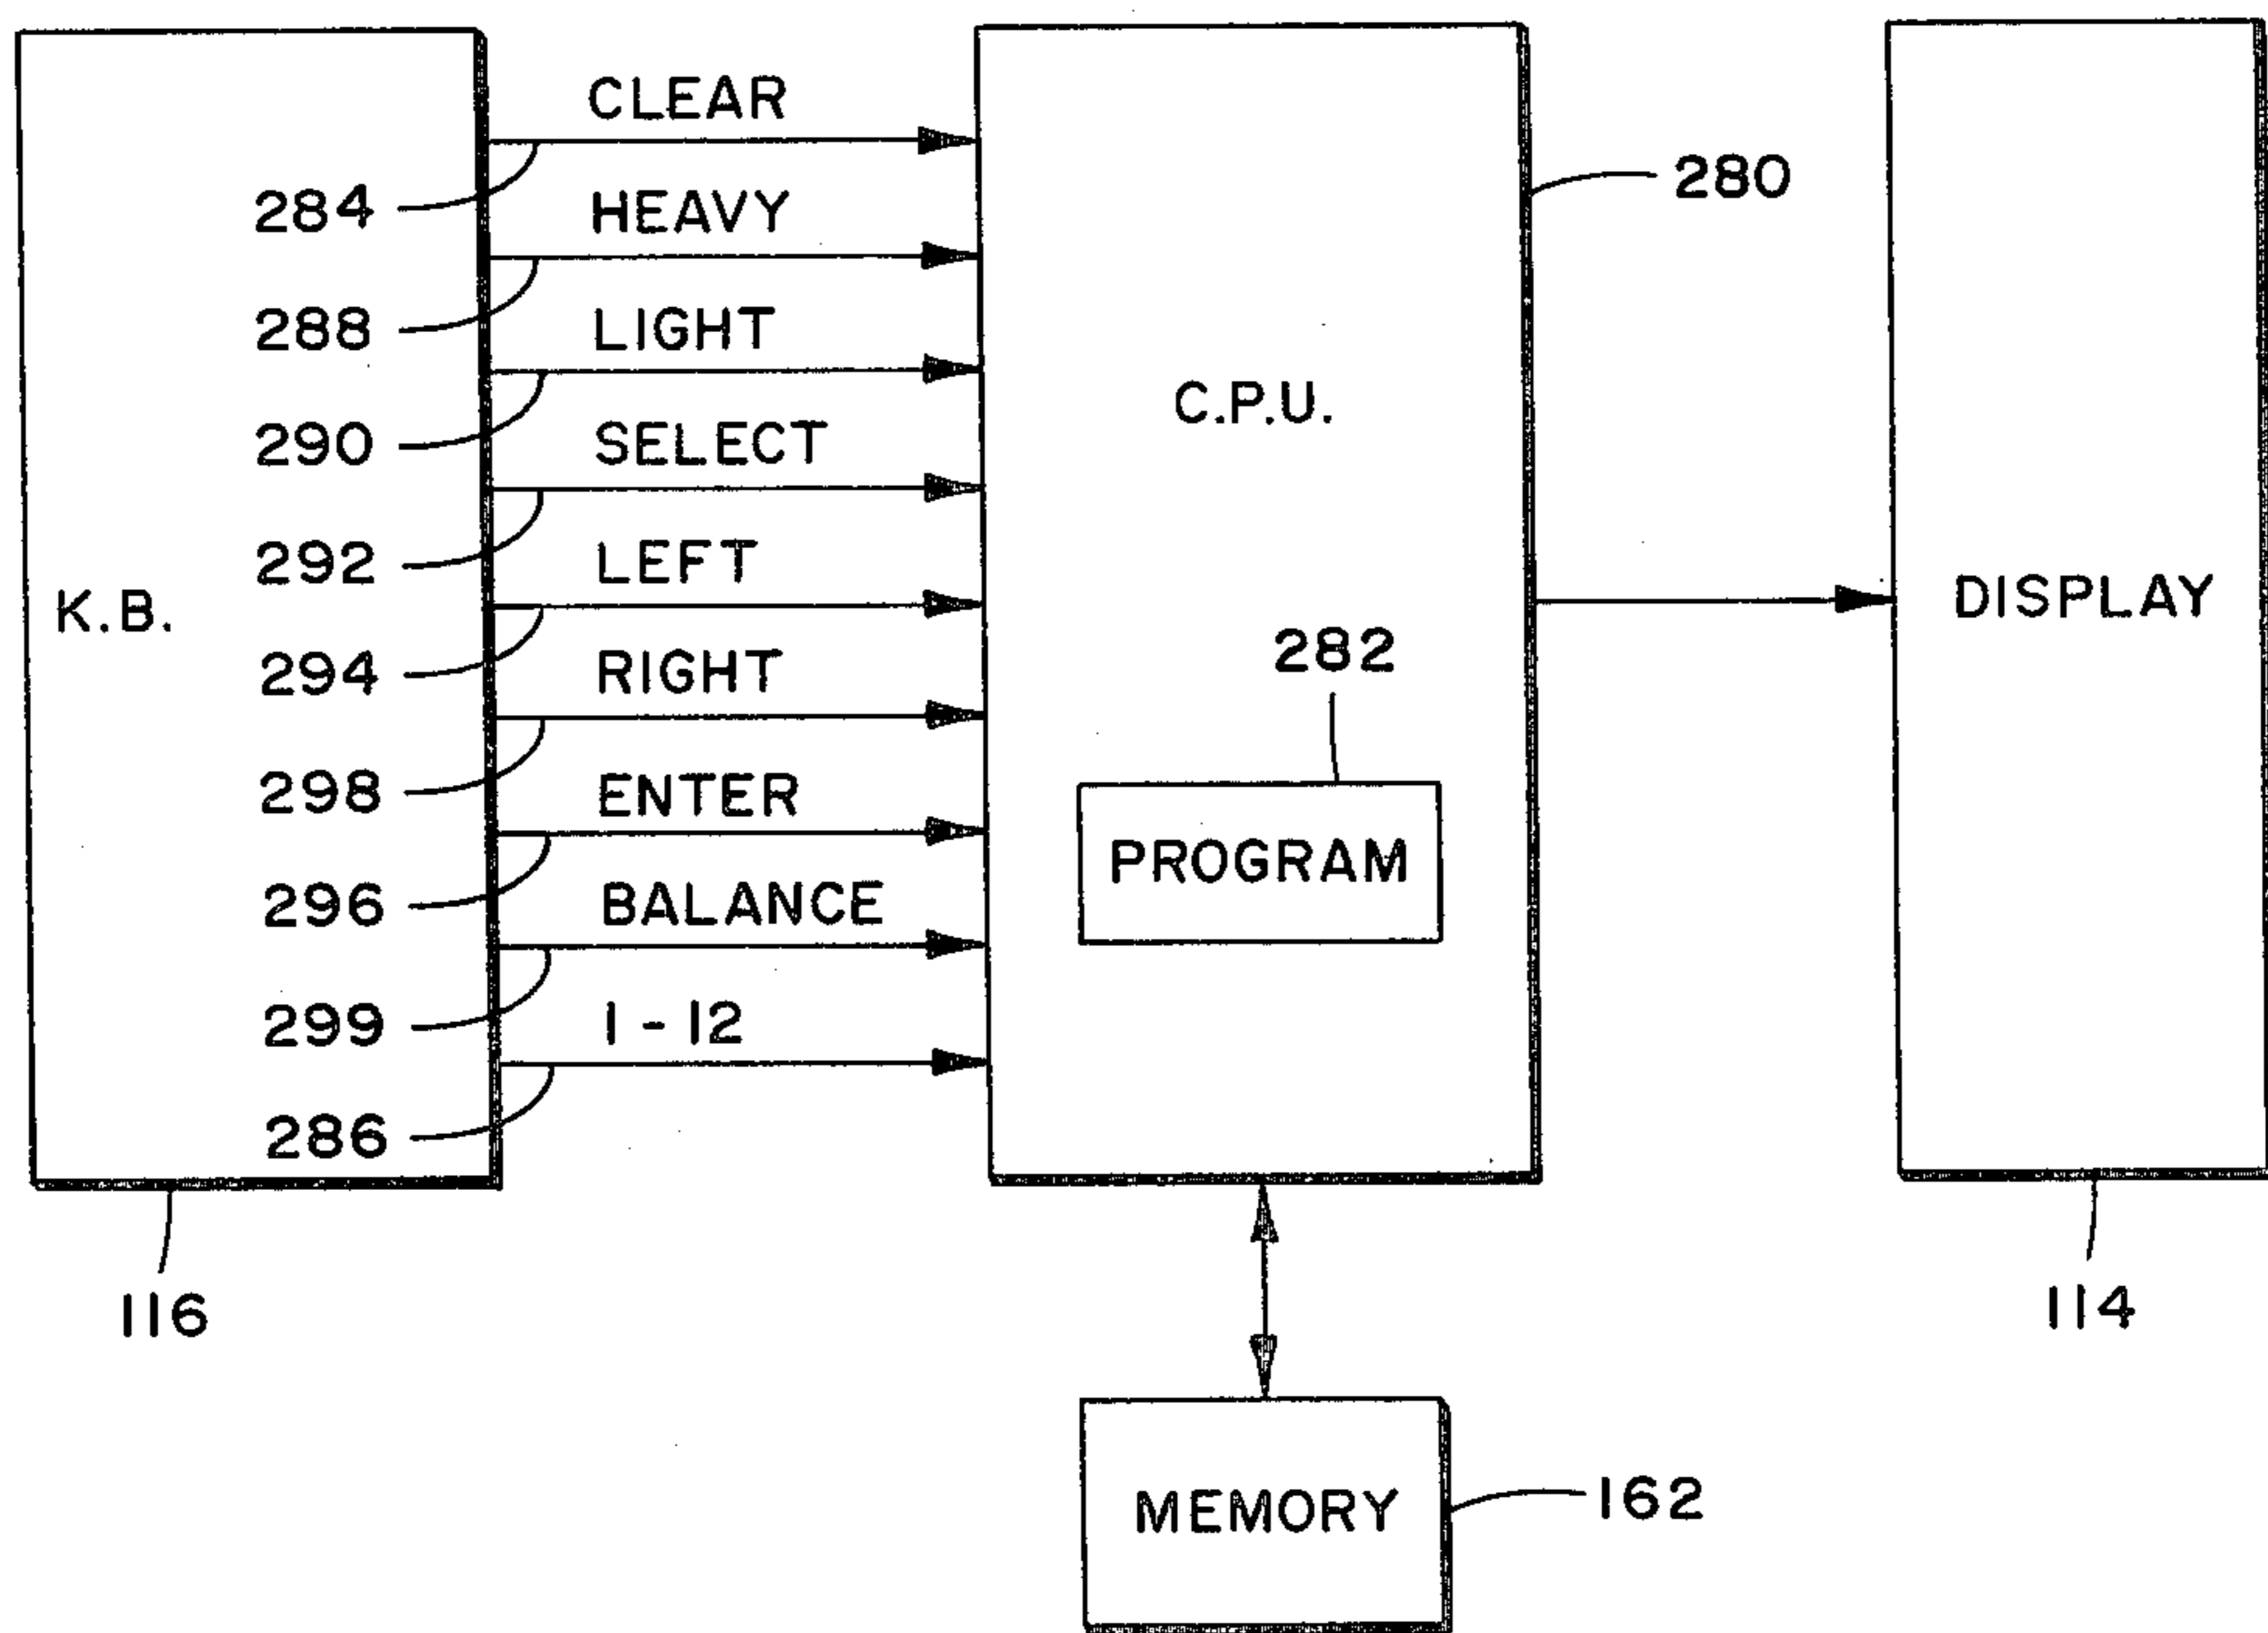 CLEAR
284
HEAVY
288
LIGHT
290
SELECT
292
LEFT
294
RIGHT
298
ENTER
296
BALANCE
299
1-12
286
K.B.
116
C.P.U.
280
282
PROGRAM
DISPLAY
114
MEMORY
162